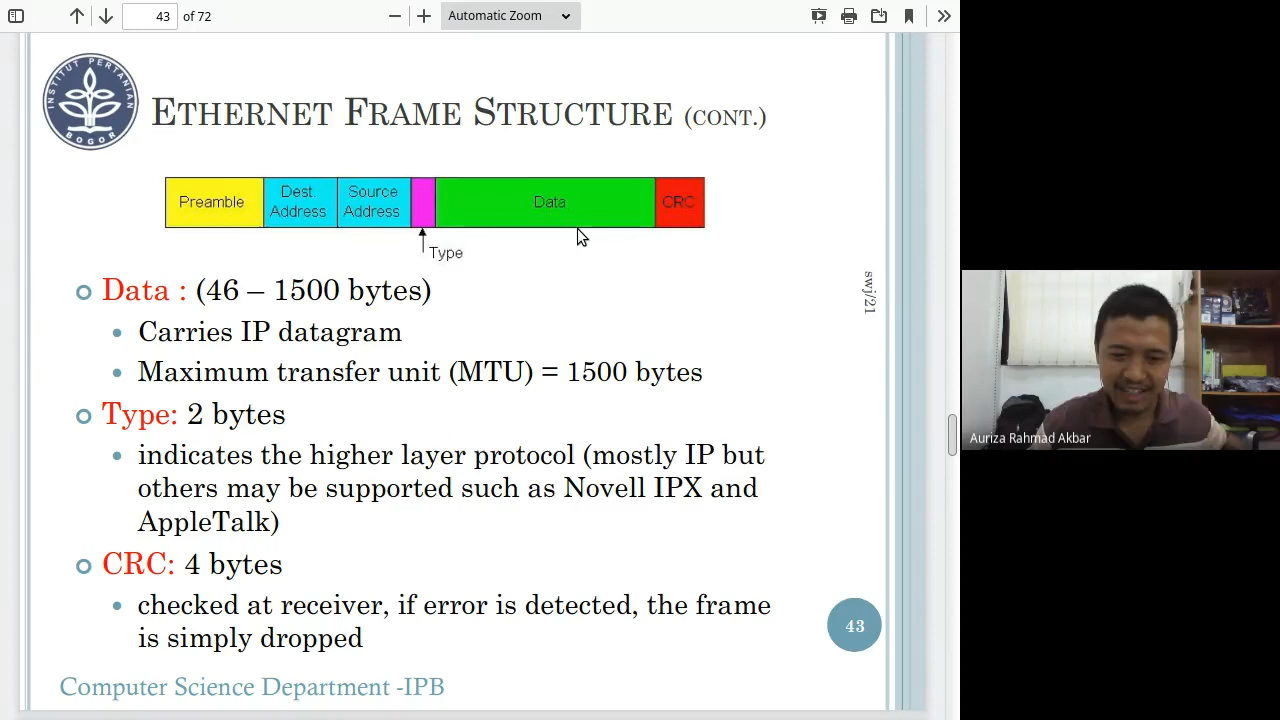 43 of 72
Automatic Zoom
INSTITUT PERTANIAN
BOGOR
ETHERNET FRAME STRUCTURE (CONT.)
Preamble
Dest. Address
Source Address
Data
CRC
Type
swj/21
Data : (46 – 1500 bytes)
Carries IP datagram
Maximum transfer unit (MTU) = 1500 bytes
Type: 2 bytes
indicates the higher layer protocol (mostly IP but
others may be supported such as Novell IPX and
AppleTalk)
CRC: 4 bytes
checked at receiver, if error is detected, the frame
is simply dropped
43
Computer Science Department -IPB
Auriza Rahmad Akbar